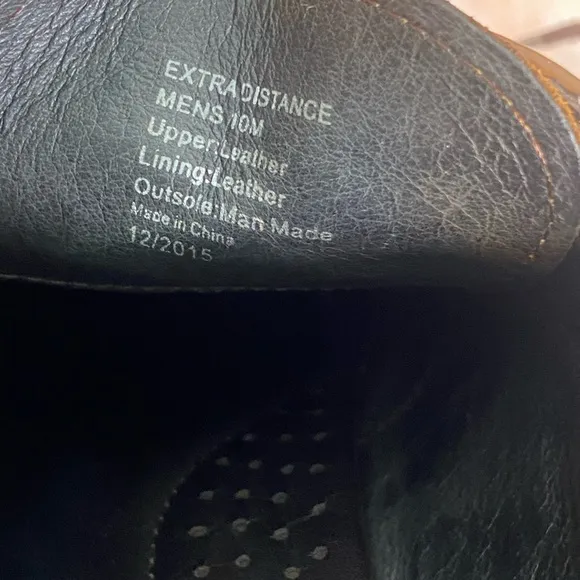 EXTRADISTANCE
MENS 10M
Upper:Leather
Lining:Leather
Outsole:Man Made
Made in China
12/2015